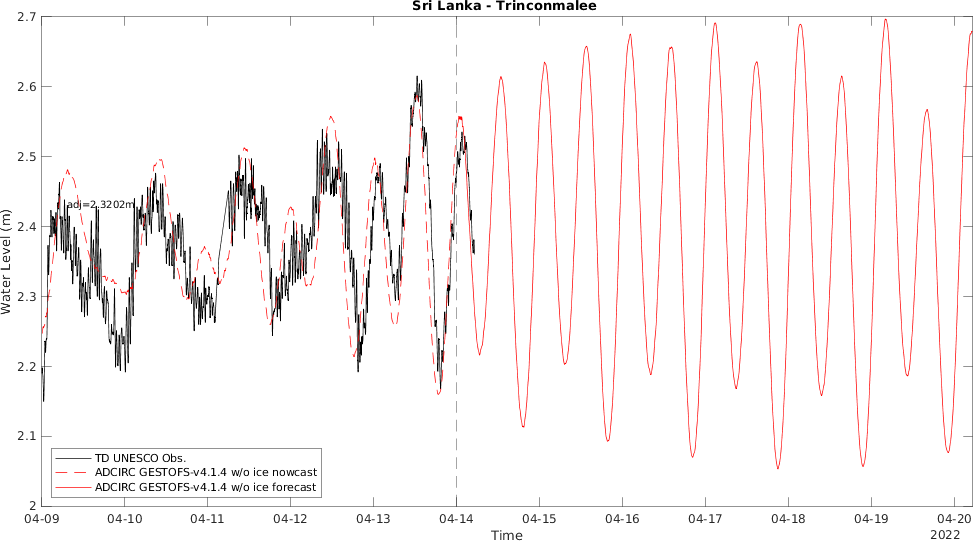 Sri Lanka - Trinconmalee
2.7
2.6
2.5
2.4
2.3
2.2
2.1
2
Water Level (m)
adj=2.3202m
TD UNESCO Obs.
ADCIRC GESTOFS-v4.1.4 w/o ice nowcast
ADCIRC GESTOFS-v4.1.4 w/o ice forecast
04-09 04-10 04-11 04-12 04-13 04-14 04-15 04-16 04-17 04-18 04-19 04-20
Time
2022